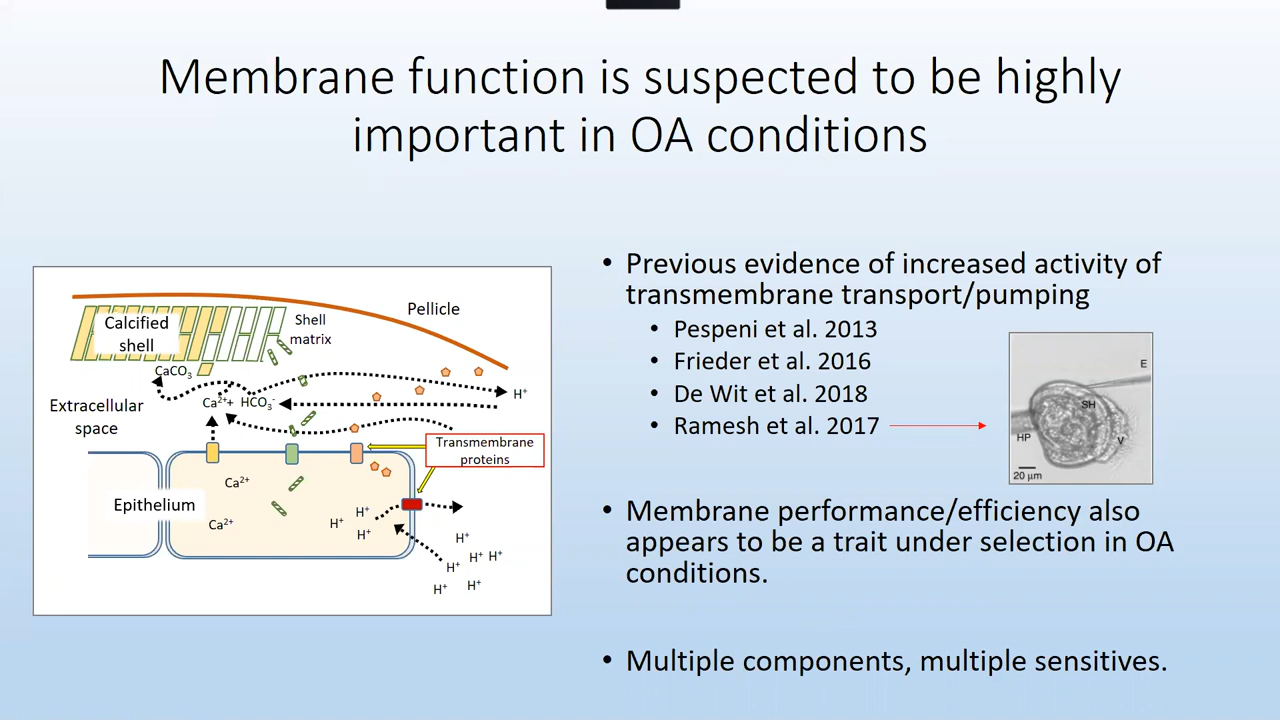 Membrane function is suspected to be highly
important in OA conditions
Pellicle
Calcified
shell
Shell
matrix
CaCO₃
Ca²⁺+ HCO₃⁻
H⁺
Extracellular
space
Transmembrane
proteins
Epithelium
Ca²⁺
Ca²⁺
H⁺
H⁺
H⁺
H⁺
H⁺
H⁺ H⁺
H⁺
H⁺
• Previous evidence of increased activity of
transmembrane transport/pumping
• Pespeni et al. 2013
• Frieder et al. 2016
• De Wit et al. 2018
• Ramesh et al. 2017
E
SH
HP
V
20 μm
• Membrane performance/efficiency also
appears to be a trait under selection in OA
conditions.
• Multiple components, multiple sensitives.